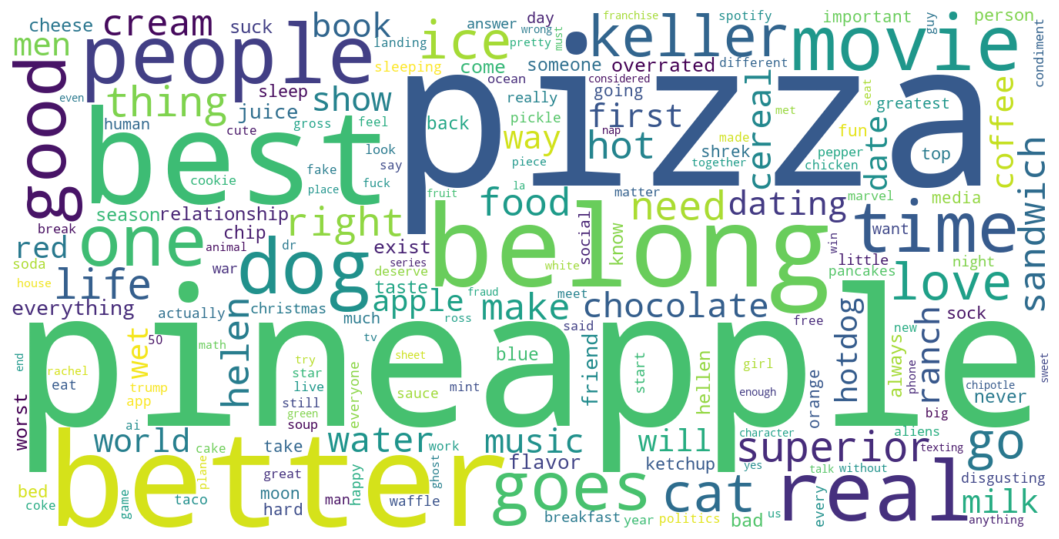 cheese
cream
suck
book
landing
ice
answer
day
wrong
pretty
must
franchise
spotify
important
person
men
people
sleeping
come
someone
keller
different
movie
guy
condiment
good
even
thing
sleep
show
juice
ocean
overrated
considered
going
cereal
seat
greatest
coffee
human
cute
gross
feel
back
really
pickle
way
first
hot
nap
made
met
fun
date
top
best
pizza
look
say
fake
place
fuck
cookie
piece
la
fruit
shrek
together
pepper
chicken
matter
marvel
media
sandwich
break
season
relationship
right
food
need
dating
want
time
win
red
one
chip
animal
dr
exist
series
social
know
belong
little
night
soda
house
life
war
dog
deserve
taste
white
pancakes
love
everything
actually
christmas
apple
make
chocolate
free
sock
wet
helen
much
tv
fraud
ross
meet
said
friend
hotdog
ranch
always
new
phone
sweet
end
50
math
rachel
eat
trump
app
try
star
live
sheet
blue
start
girl
enough
pineapple
chipotle
never
worst
still
green
soup
everyone
sauce
mint
hellen
orange
big
aliens
ai
world
cake
take
water
work
music
will
character
superior
texting
go
great
man
flavor
ketchup
yes
talk
without
disgusting
bed
coke
game
taco
plane
better
moon
hard
waffle
happy
ghost
goes
breakfast
year
cat
politics
bad
us
every
real
milk
anything